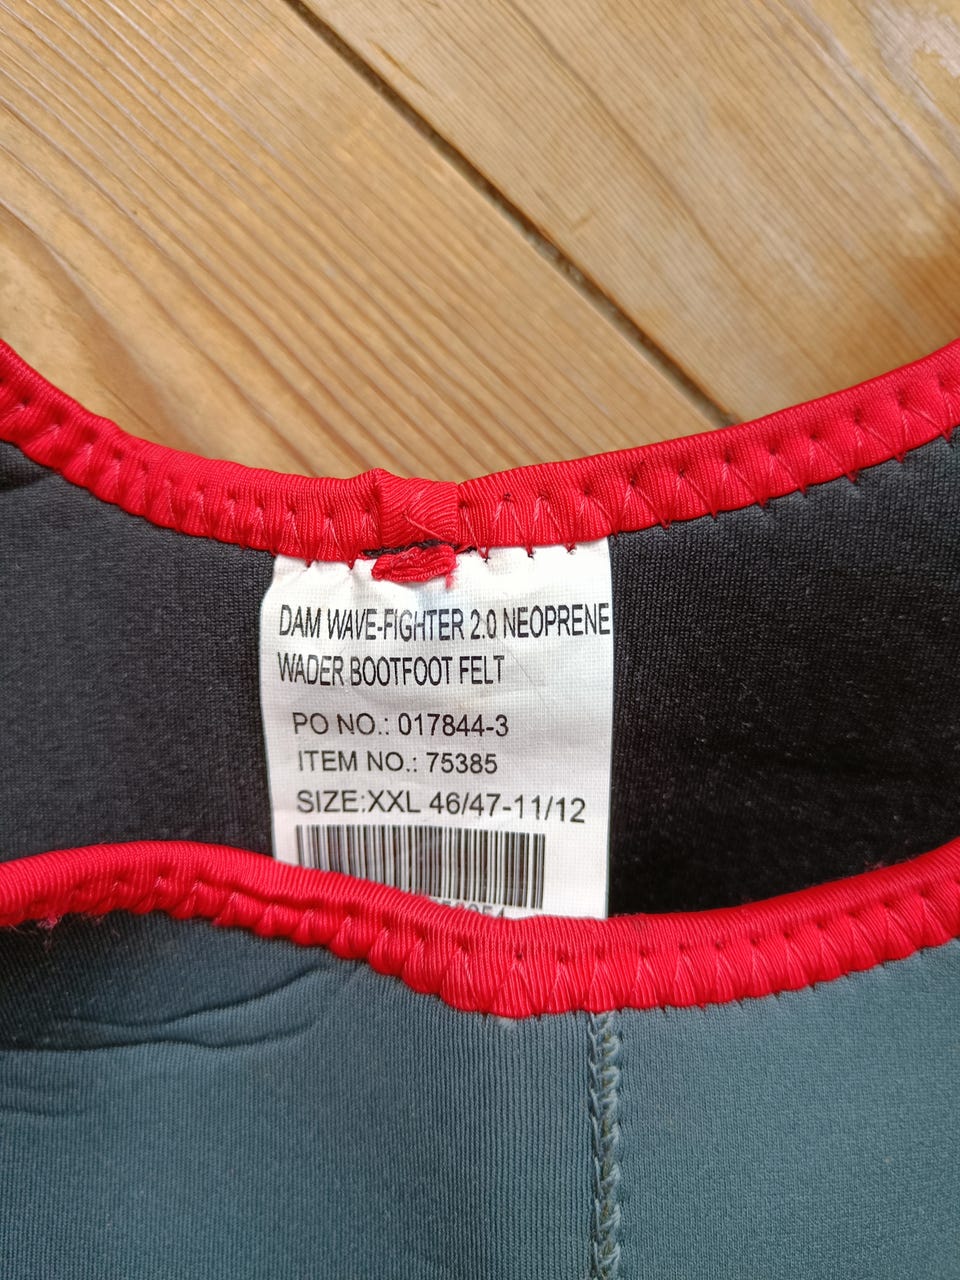 DAM WAVE-FIGHTER 2.0 NEOPRENE
WADER BOOTFOOT FELT
PO NO.: 017844-3
ITEM NO.: 75385
SIZE:XXL 46/47-11/12